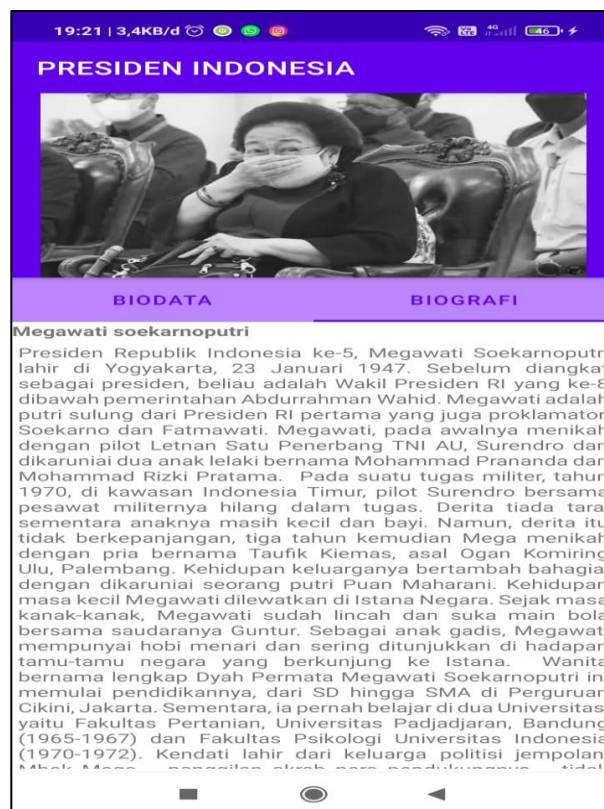 19:21 | 3,4KB/d
4G
46
PRESIDEN INDONESIA
BIODATA
BIOGRAFI
Megawati soekarnoputri
Presiden Republik Indonesia ke-5, Megawati Soekarnoputri
lahir di Yogyakarta, 23 Januari 1947. Sebelum diangkat
sebagai presiden, beliau adalah Wakil Presiden RI yang ke-8
dibawah pemerintahan Abdurrahman Wahid. Megawati adalah
putri sulung dari Presiden RI pertama yang juga proklamator
Soekarno dan Fatmawati. Megawati, pada awalnya menikah
dengan pilot Letnan Satu Penerbang TNI AU, Surendro dan
dikaruniai dua anak lelaki bernama Mohammad Prananda dan
Mohammad Rizki Pratama. Pada suatu tugas militer, tahun
1970, di kawasan Indonesia Timur, pilot Surendro bersama
pesawat militernya hilang dalam tugas. Derita tiada tara,
sementara anaknya masih kecil dan bayi. Namun, derita itu
tidak berkepanjangan, tiga tahun kemudian Mega menikah
dengan pria bernama Taufik Kiemas, asal Ogan Komiring
Ulu, Palembang. Kehidupan keluarganya bertambah bahagia,
dengan dikaruniai seorang putri Puan Maharani. Kehidupan
masa kecil Megawati dilewatkan di Istana Negara. Sejak masa
kanak-kanak, Megawati sudah lincah dan suka main bola
bersama saudaranya Guntur. Sebagai anak gadis, Megawati
mempunyai hobi menari dan sering ditunjukkan di hadapan
tamu-tamu negara yang berkunjung ke Istana. Wanita
bernama lengkap Dyah Permata Megawati Soekarnoputri ini
memulai pendidikannya, dari SD hingga SMA di Perguruan
Cikini, Jakarta. Sementara, ia pernah belajar di dua Universitas,
yaitu Fakultas Pertanian, Universitas Padjadjaran, Bandung
(1965-1967) dan Fakultas Psikologi Universitas Indonesia
(1970-1972). Kendati lahir dari keluarga politisi jempolan,